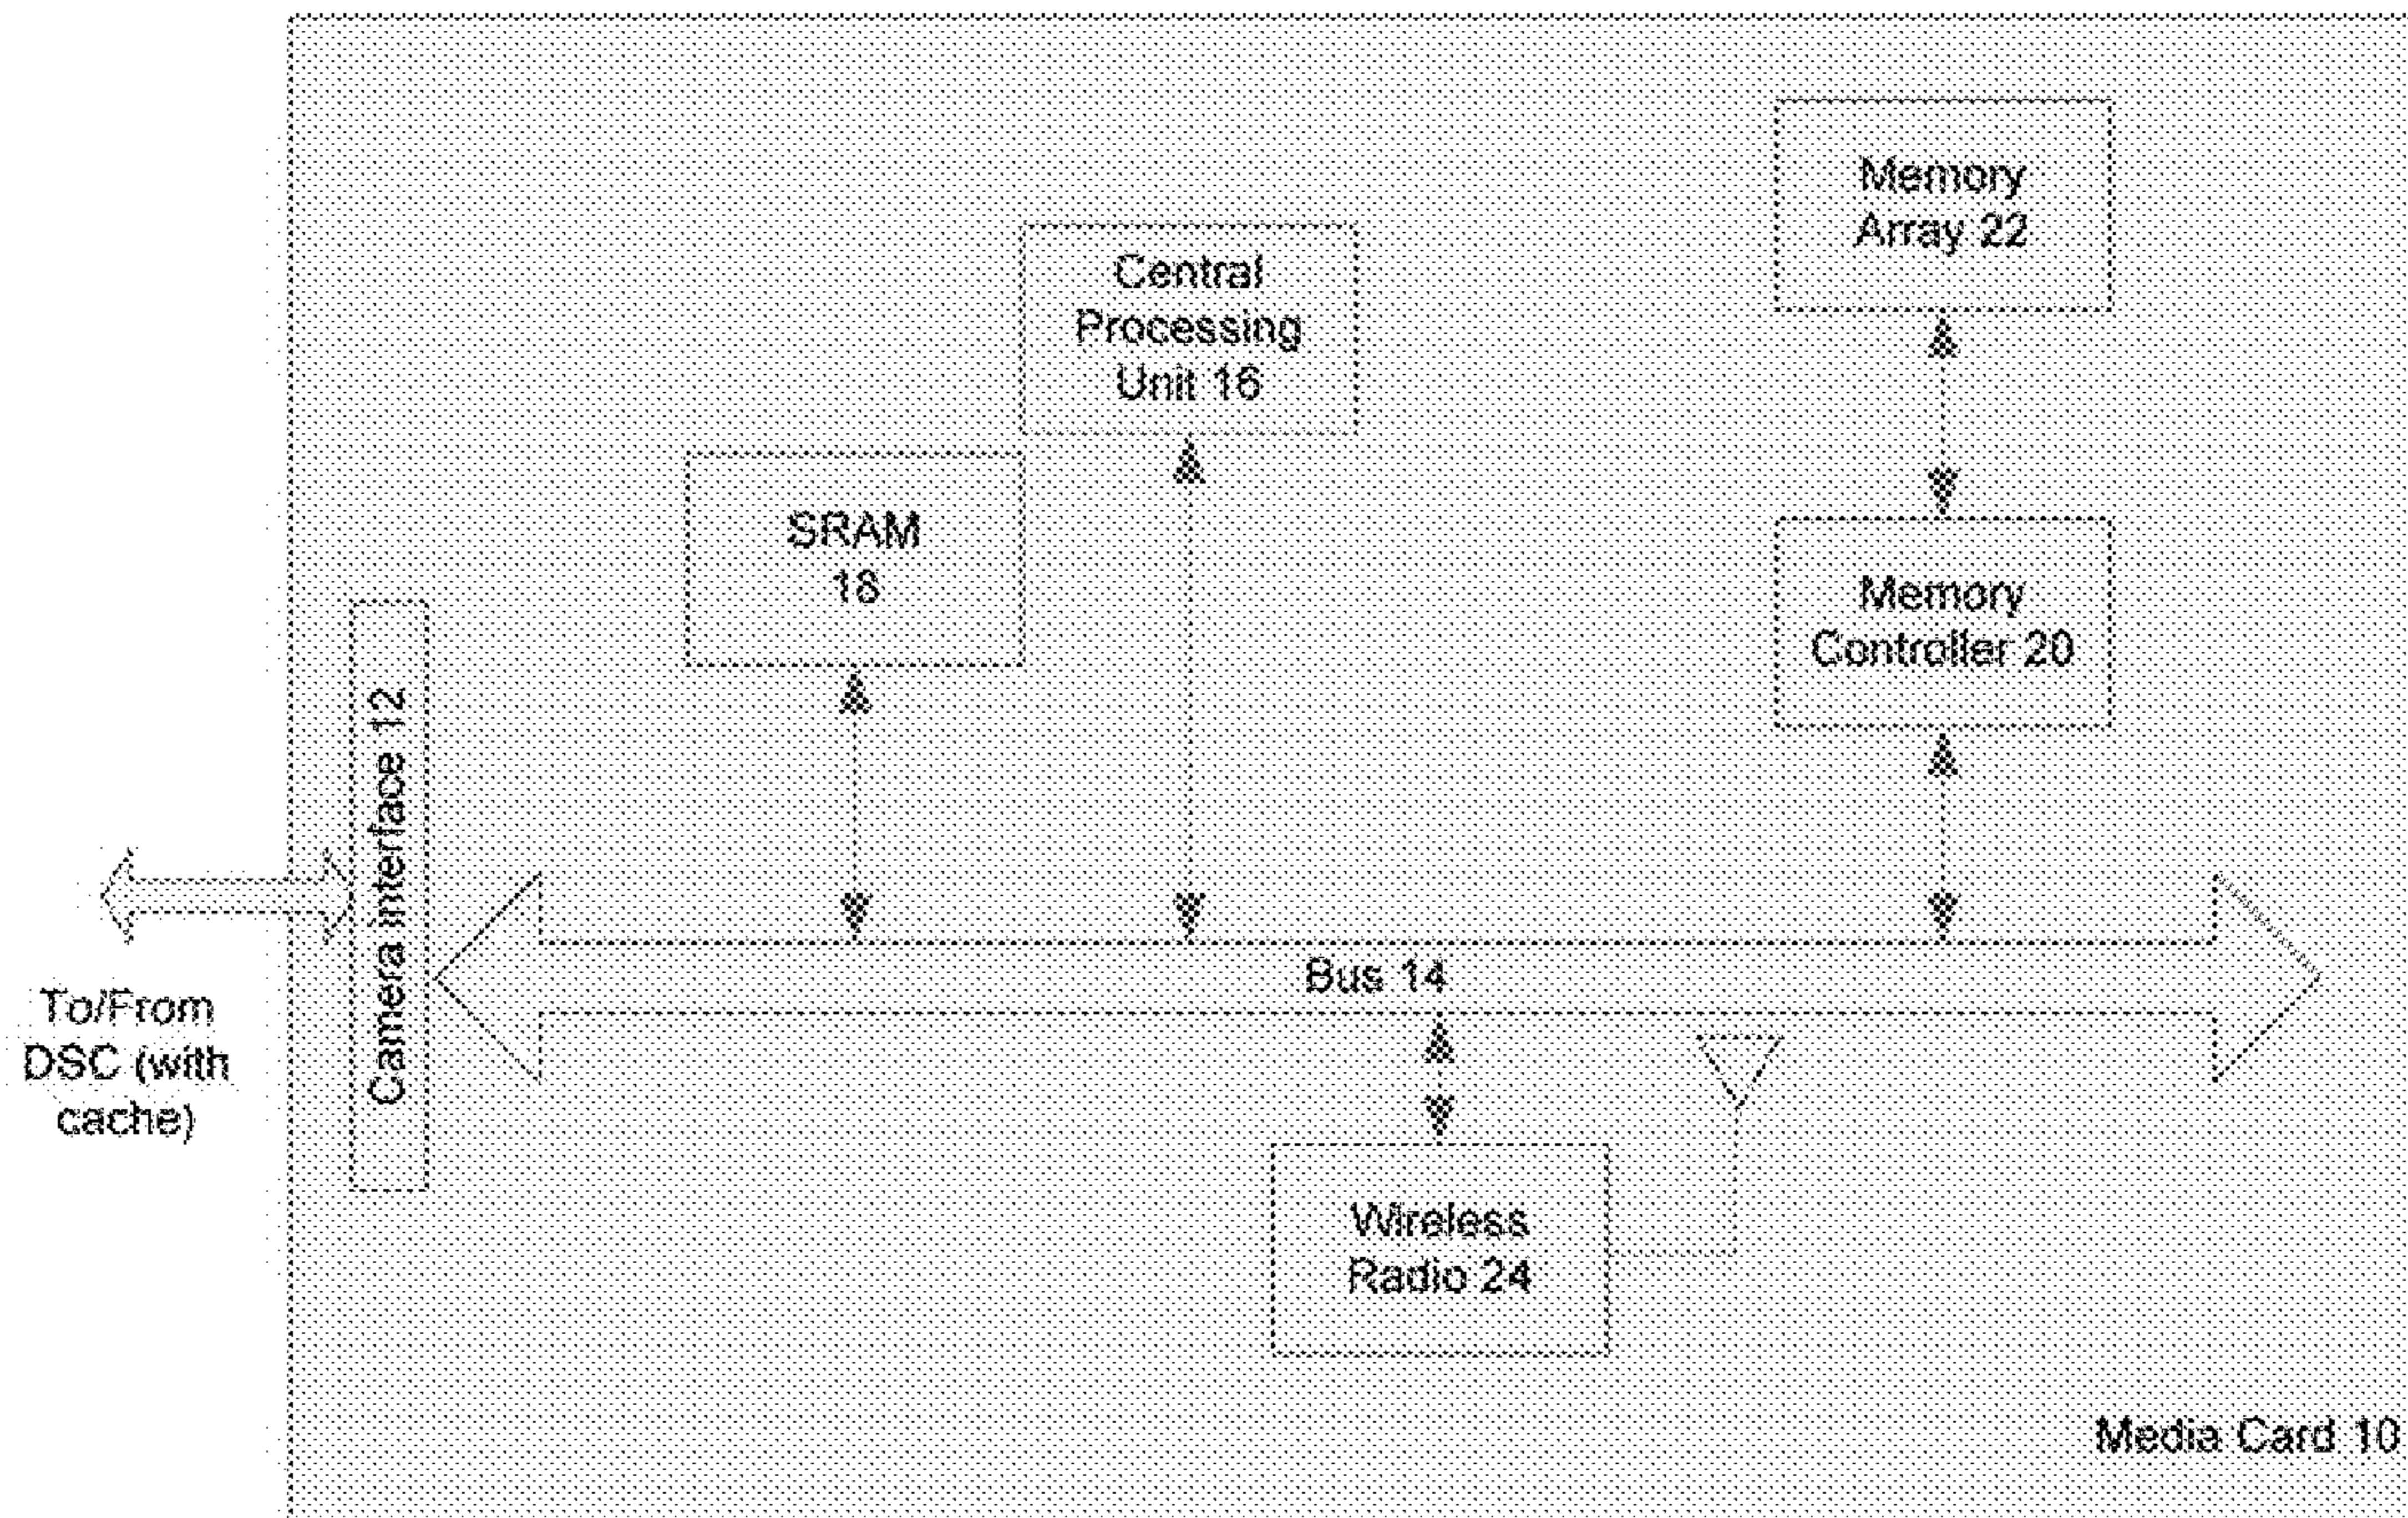 Memory
Array 22
Central
Processing
Unit 16
SRAM
18
Memory
Controller 20
Camera interface 12
To/From
DSC (with
cache)
Bus 14
Wireless
Radio 24
Media Card 10